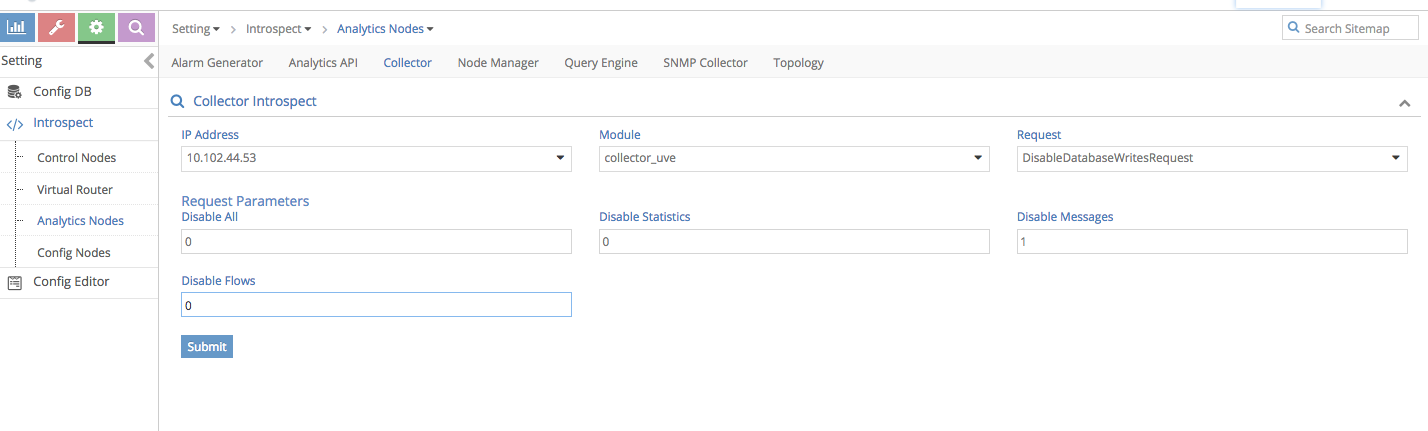 Setting Introspect Analytics Nodes Search Sitemap
Setting
Alarm Generator Analytics API Collector Node Manager Query Engine SNMP Collector Topology
Config DB
Introspect
Control Nodes
Virtual Router
Analytics Nodes
Config Nodes
Config Editor
Collector Introspect
IP Address Module Request
10.102.44.53 collector_uve DisableDatabaseWritesRequest
Request Parameters
Disable All Disable Statistics Disable Messages
0 0 1
Disable Flows
0
Submit